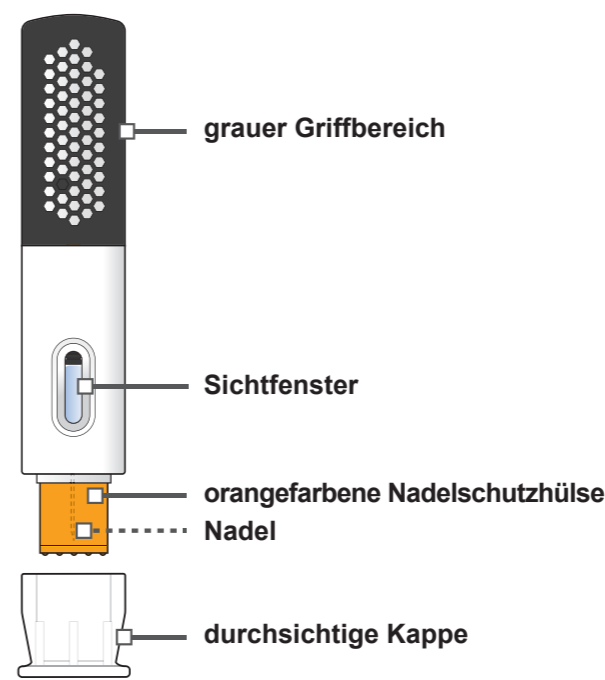 grauer Griffbereich
Sichtfenster
orangefarbene Nadelschutzhülse
Nadel
durchsichtige Kappe